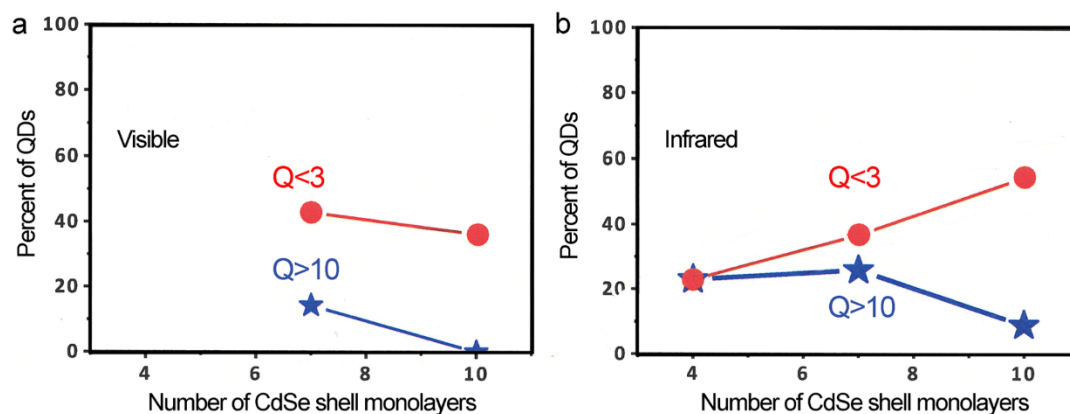 a
100
80
60
40
20
0
Percent of QDs
Visible
Q<3
Q>10
4 6 8 10
Number of CdSe shell monolayers
b
100
80
60
40
20
0
Percent of QDs
Infrared
Q<3
Q>10
4 6 8 10
Number of CdSe shell monolayers